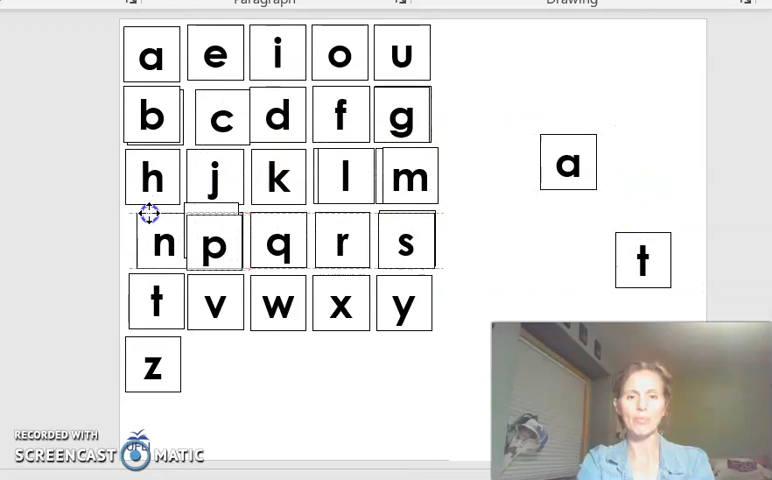 Paragraph Drawing
a e i o u
b c d f g
h j k l m
n p q r s
t v w x y
z
a
t
RECORDED WITH
SCREENCAST MATIC